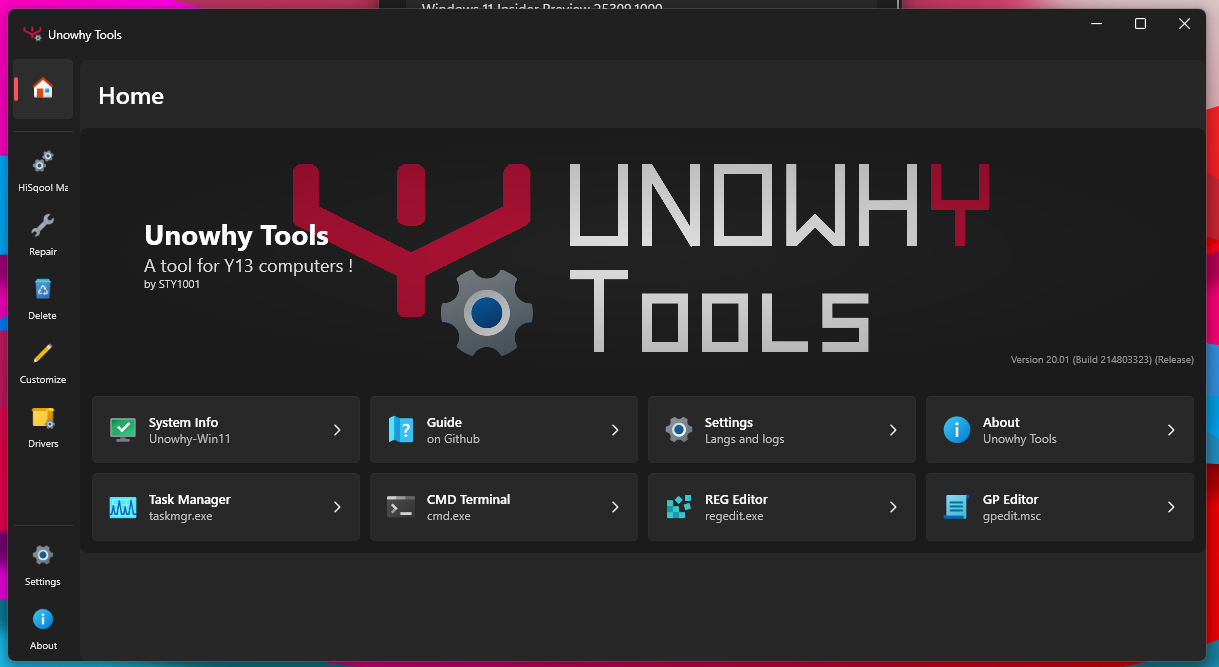 Windows 11 Insider Preview 25309.1000
Unowhy Tools
Home
HiSqool Ma
Repair
Delete
Customize
Drivers
Settings
About
UNOWHY
TOOLS
Unowhy Tools
A tool for Y13 computers !
by STY1001
Version 20.01 (Build 214803323) (Release)
System Info
Unowhy-Win11
Guide
on Github
Settings
Langs and logs
About
Unowhy Tools
Task Manager
taskmgr.exe
CMD Terminal
cmd.exe
REG Editor
regedit.exe
GP Editor
gpedit.msc